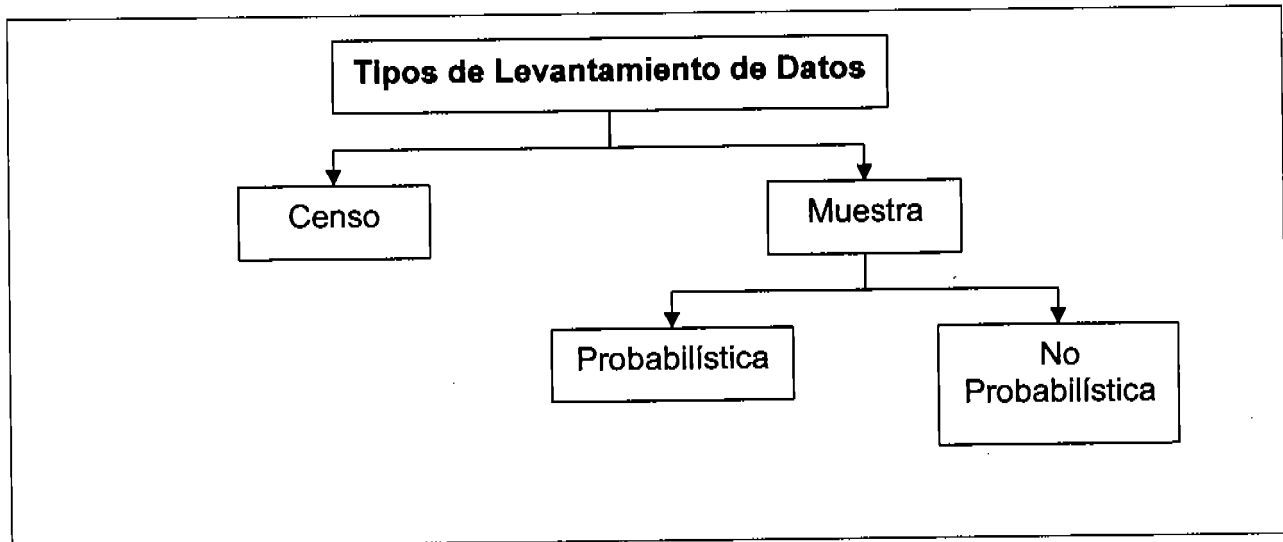 Tipos de Levantamiento de Datos
Censo
Muestra
Probabilística
No
Probabilística